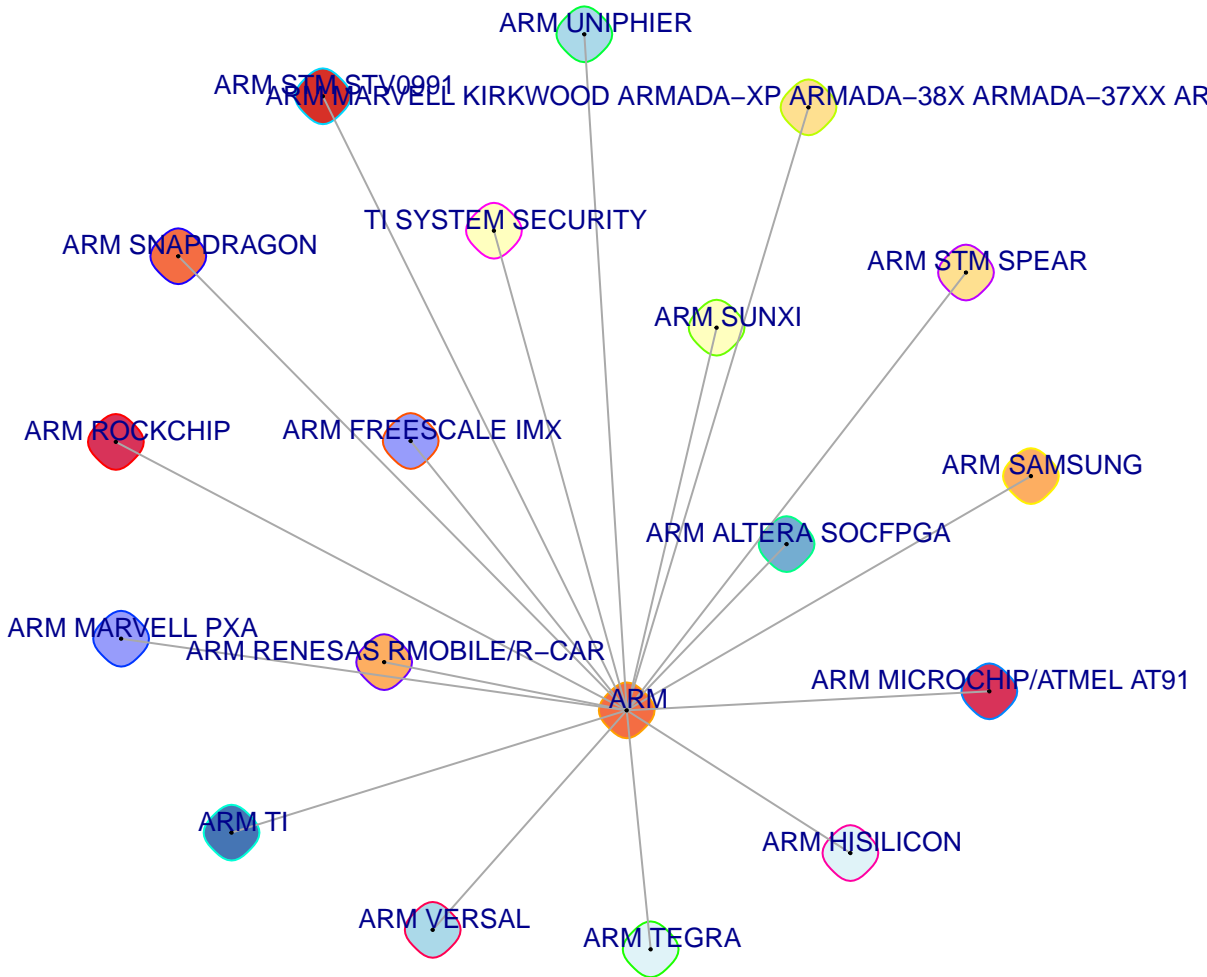 ARM UNIPHIER
ARM STM STV0991
ARM MARVELL KIRKWOOD ARMADA−XP ARMADA−38X ARMADA−37XX AR
TI SYSTEM SECURITY
ARM SNAPDRAGON
ARM STM SPEAR
ARM SUNXI
ARM ROCKCHIP
ARM FREESCALE IMX
ARM SAMSUNG
ARM ALTERA SOCFPGA
ARM MARVELL PXA
ARM RENESAS RMOBILE/R−CAR
ARM MICROCHIP/ATMEL AT91
ARM
ARM TI
ARM HISILICON
ARM VERSAL
ARM TEGRA